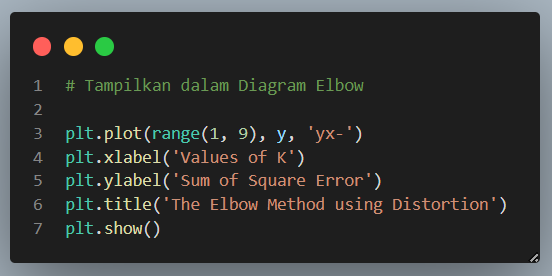 1 # Tampilkan dalam Diagram Elbow
2
3 plt.plot(range(1, 9), y, 'yx-')
4 plt.xlabel('Values of K')
5 plt.ylabel('Sum of Square Error')
6 plt.title('The Elbow Method using Distortion')
7 plt.show()